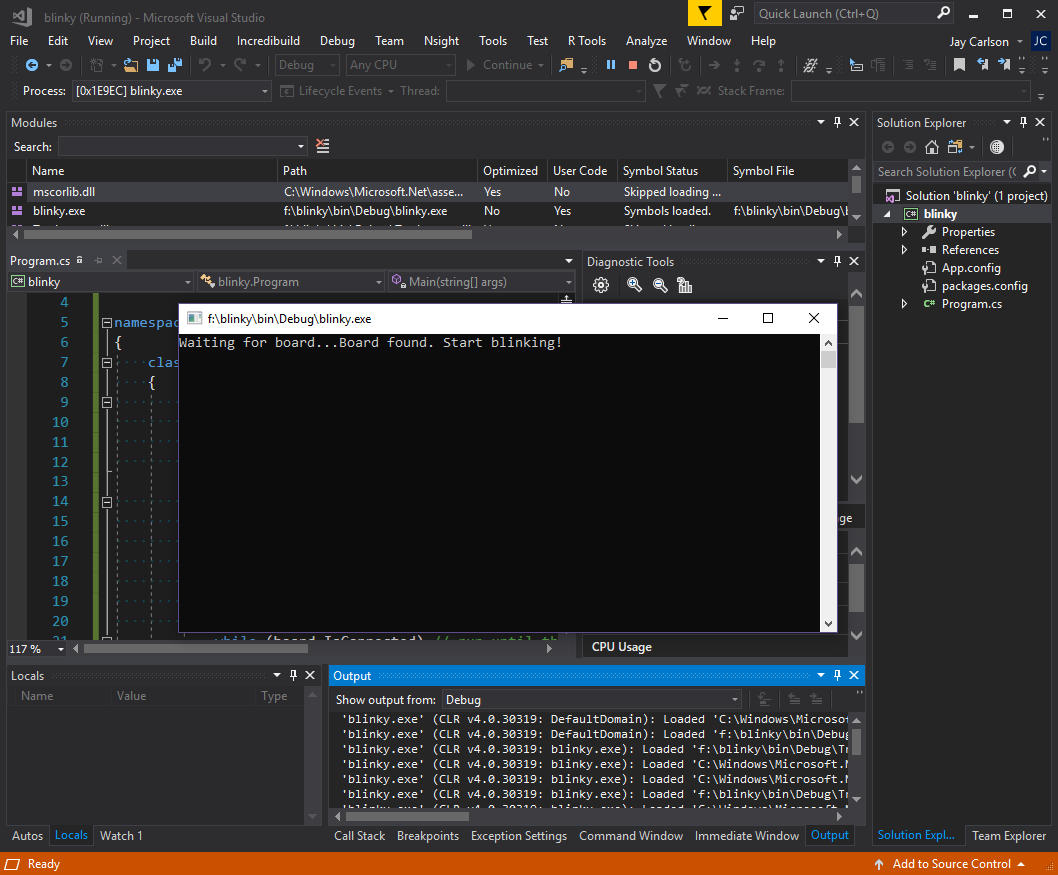 blinky (Running) - Microsoft Visual Studio
Quick Launch (Ctrl+Q)
File Edit View Project Build Incredibuild Debug Team Nsight Tools Test R Tools Analyze Window Help
Jay Carlson JC
Debug Any CPU Continue
Process: [0x1E9EC] blinky.exe Lifecycle Events Thread: Stack Frame:
Modules
Search:
Name Path Optimized User Code Symbol Status Symbol File
mscorlib.dll C:\Windows\Microsoft.Net\asse... Yes No Skipped loading ...
blinky.exe f:\blinky\bin\Debug\blinky.exe No Yes Symbols loaded. f:\blinky\bin\Debug\b
Program.cs
blinky blinky.Program Main(string[] args)
4
5 namespac
6 {
7 clas
8 {
9
10
11
12
13
14
15
16
17
18
19
20
21 while (board.IsConnected) // run until th
117 %
f:\blinky\bin\Debug\blinky.exe
Waiting for board...Board found. Start blinking!
Diagnostic Tools
age
CPU Usage
Solution Explorer
Search Solution Explorer (C
Solution 'blinky' (1 project)
C# blinky
Properties
References
App.config
packages.config
C# Program.cs
Locals
Name Value Type
Autos Locals Watch 1
Output
Show output from: Debug
'blinky.exe' (CLR v4.0.30319: DefaultDomain): Loaded 'C:\Windows\Microso
'blinky.exe' (CLR v4.0.30319: DefaultDomain): Loaded 'f:\blinky\bin\Debug
'blinky.exe' (CLR v4.0.30319: blinky.exe): Loaded 'f:\blinky\bin\Debug\Tr
'blinky.exe' (CLR v4.0.30319: blinky.exe): Loaded 'C:\Windows\Microsoft.N
'blinky.exe' (CLR v4.0.30319: blinky.exe): Loaded 'C:\Windows\Microsoft.N
'blinky.exe' (CLR v4.0.30319: blinky.exe): Loaded 'f:\blinky\bin\Debug\Tr
Call Stack Breakpoints Exception Settings Command Window Immediate Window Output
Solution Expl... Team Explorer
Ready
Add to Source Control